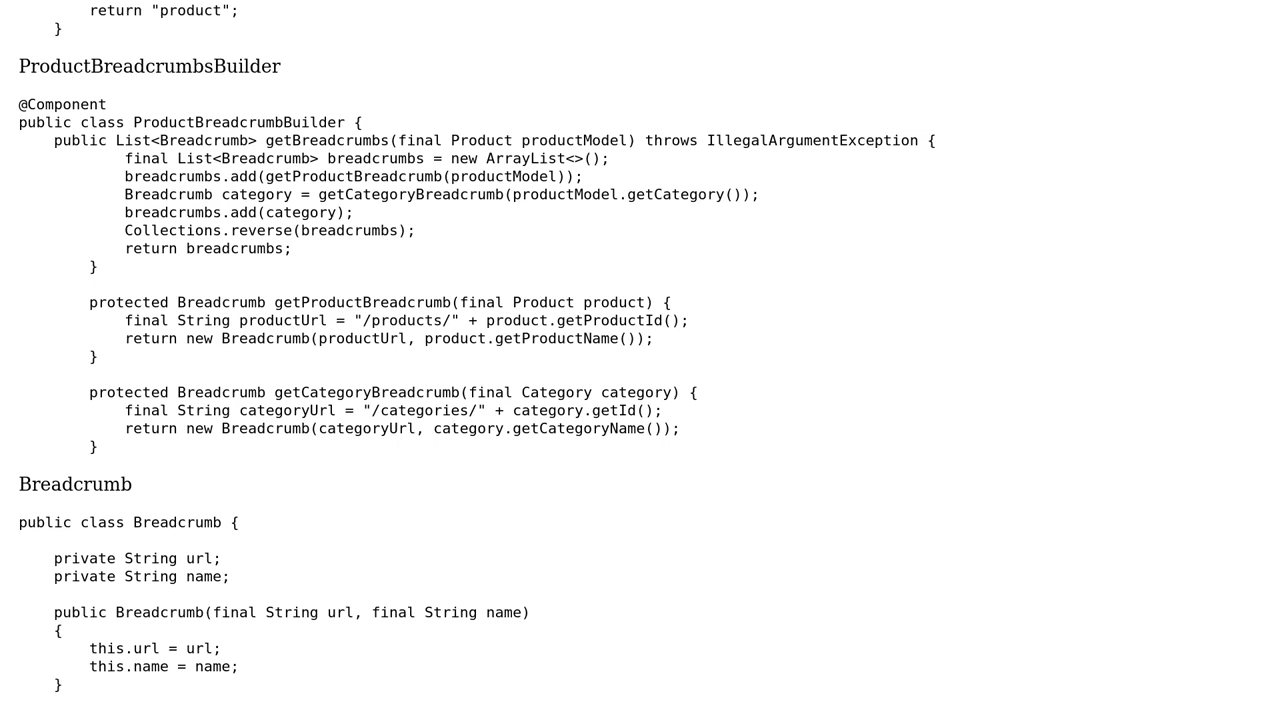 return "product";
    }
ProductBreadcrumbsBuilder
@Component
public class ProductBreadcrumbBuilder {
    public List<Breadcrumb> getBreadcrumbs(final Product productModel) throws IllegalArgumentException {
            final List<Breadcrumb> breadcrumbs = new ArrayList<>();
            breadcrumbs.add(getProductBreadcrumb(productModel));
            Breadcrumb category = getCategoryBreadcrumb(productModel.getCategory());
            breadcrumbs.add(category);
            Collections.reverse(breadcrumbs);
            return breadcrumbs;
        }
        protected Breadcrumb getProductBreadcrumb(final Product product) {
            final String productUrl = "/products/" + product.getProductId();
            return new Breadcrumb(productUrl, product.getProductName());
        }
        protected Breadcrumb getCategoryBreadcrumb(final Category category) {
            final String categoryUrl = "/categories/" + category.getId();
            return new Breadcrumb(categoryUrl, category.getCategoryName());
        }
Breadcrumb
public class Breadcrumb {
    private String url;
    private String name;
    public Breadcrumb(final String url, final String name)
    {
        this.url = url;
        this.name = name;
    }